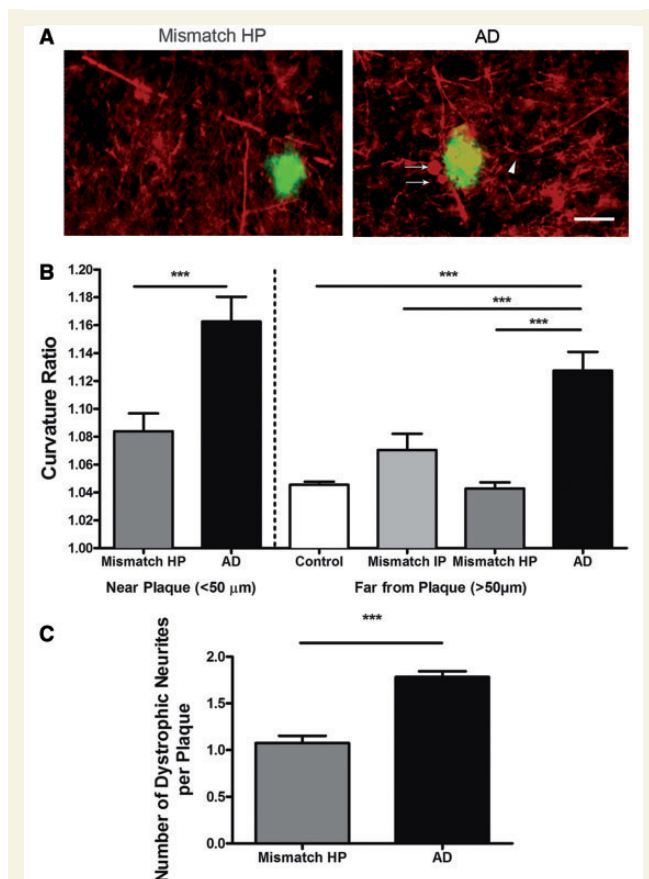 A
Mismatch HP
AD
B
Curvature Ratio
1.20
1.18
1.16
1.14
1.12
1.10
1.08
1.06
1.04
1.02
1.00
***
***
***
***
Mismatch HP
AD
Control
Mismatch IP
Mismatch HP
AD
Near Plaque (<50 μm)
Far from Plaque (>50μm)
C
Number of Dystrophic Neurites
per Plaque
2.0
1.5
1.0
0.5
0.0
***
Mismatch HP
AD